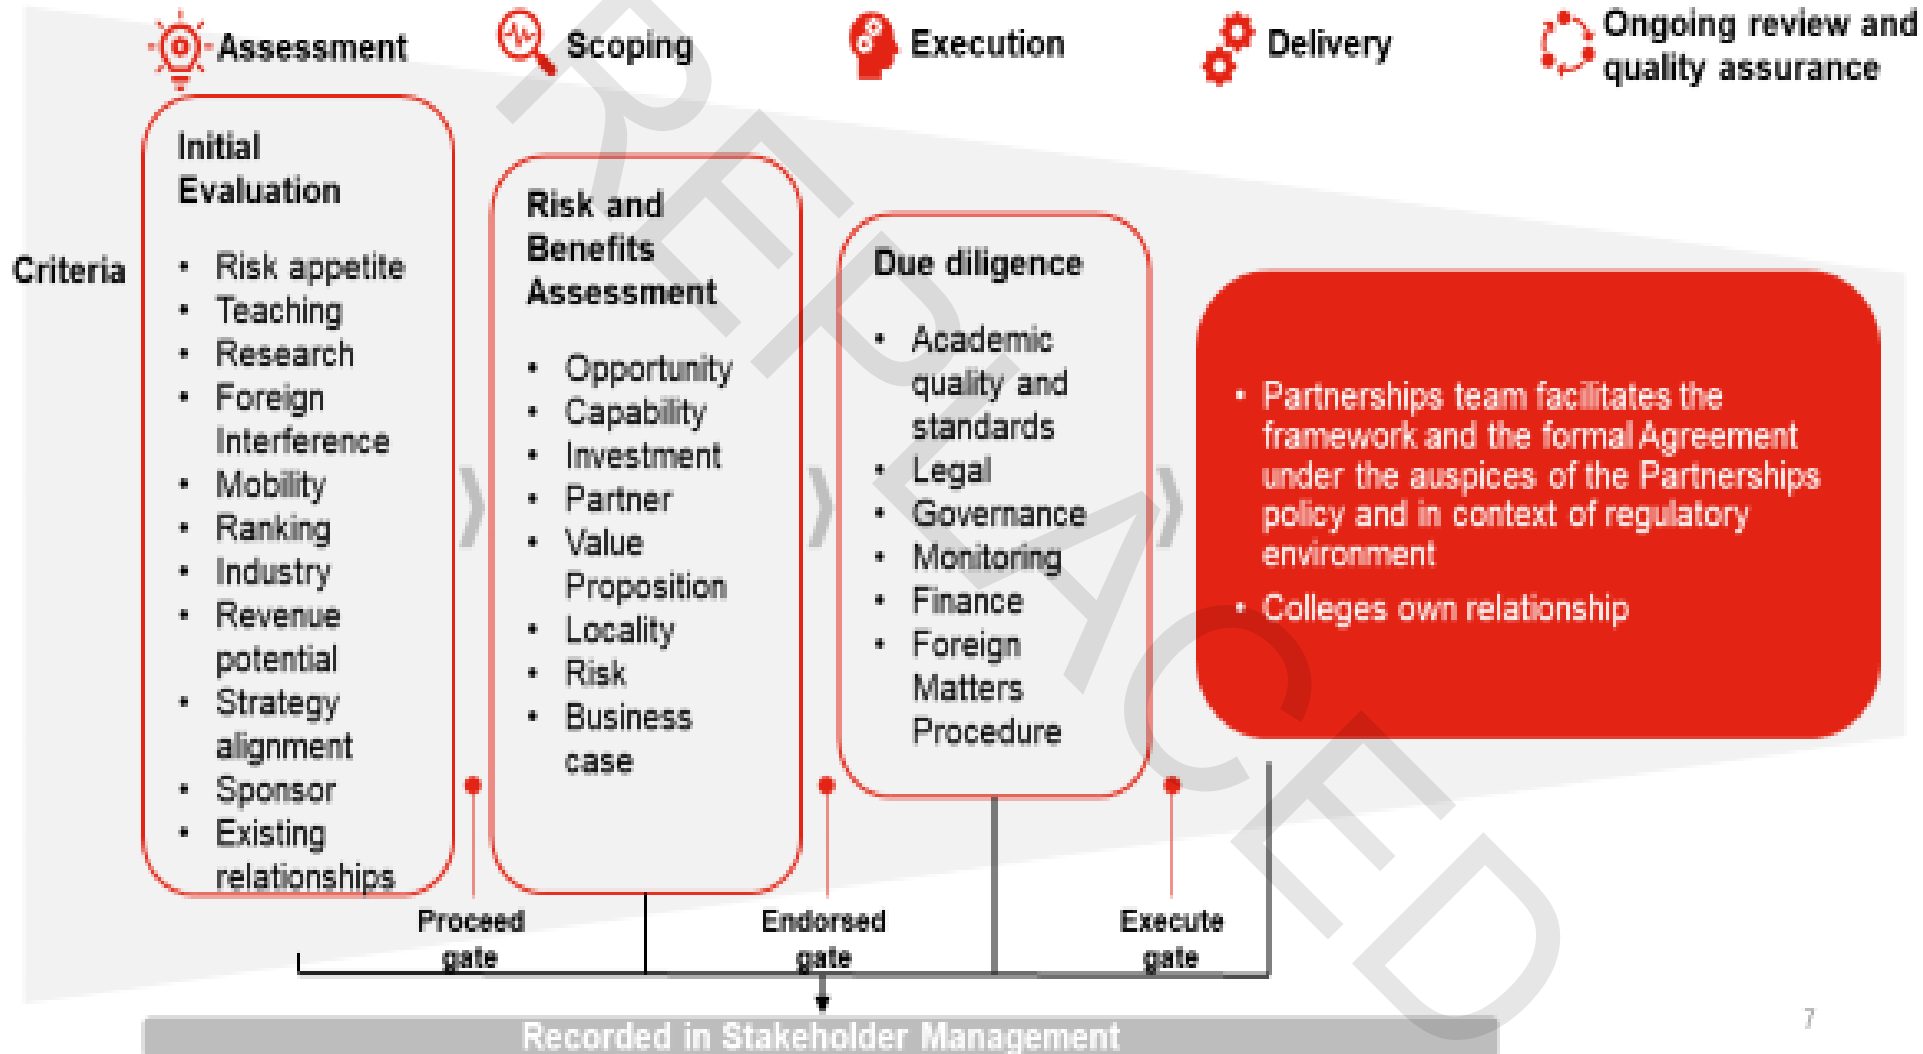 Assessment
Scoping
Execution
Delivery
Ongoing review and
quality assurance
Criteria
Initial
Evaluation
• Risk appetite
• Teaching
• Research
• Foreign
Interference
• Mobility
• Ranking
• Industry
• Revenue
potential
• Strategy
alignment
• Sponsor
• Existing
relationships
Risk and
Benefits
Assessment
• Opportunity
• Capability
• Investment
• Partner
• Value
Proposition
• Locality
• Risk
• Business
case
Due diligence
• Academic
quality and
standards
• Legal
• Governance
• Monitoring
• Finance
• Foreign
Matters
Procedure
• Partnerships team facilitates the
framework and the formal Agreement
under the auspices of the Partnerships
policy and in context of regulatory
environment
• Colleges own relationship
Proceed
gate
Endorsed
gate
Execute
gate
Recorded in Stakeholder Management
7
REPLACED